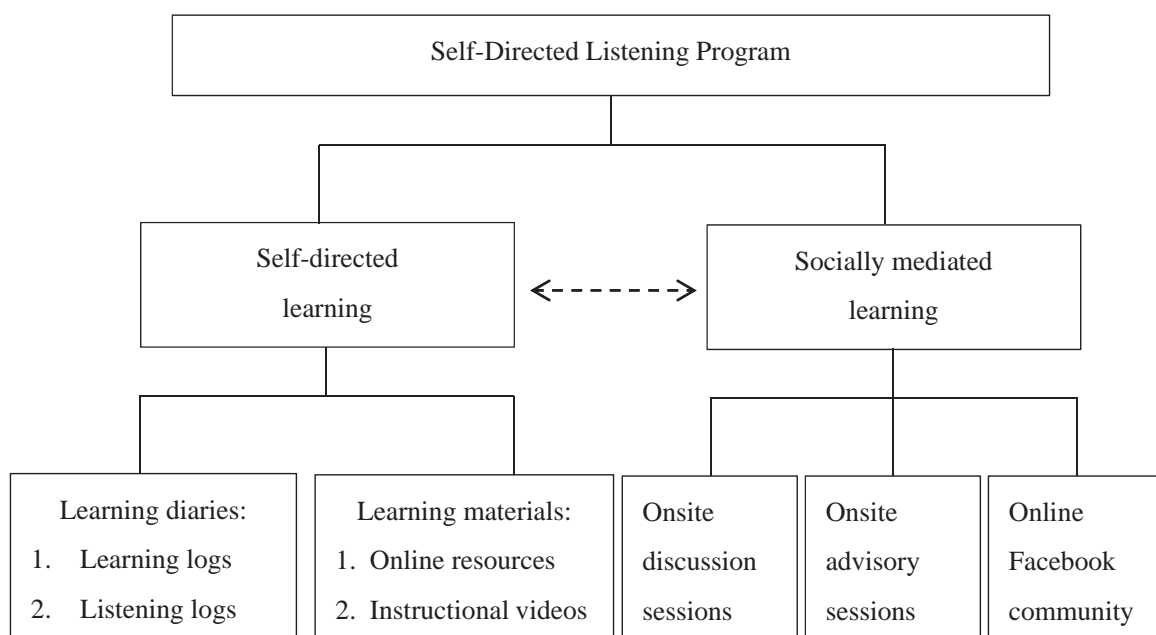 Self-Directed Listening Program
Self-directed
learning
Socially mediated
learning
Learning diaries:
1. Learning logs
2. Listening logs
Learning materials:
1. Online resources
2. Instructional videos
Onsite
discussion
sessions
Onsite
advisory
sessions
Online
Facebook
community